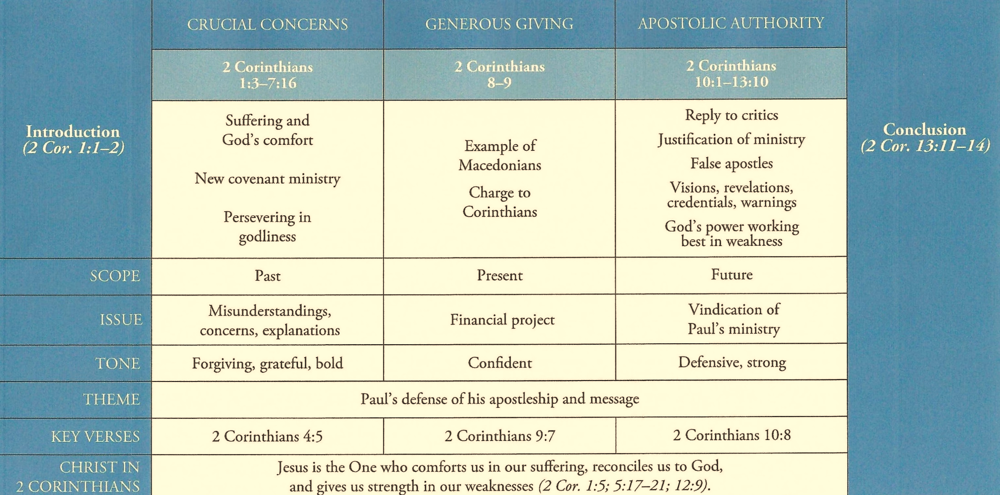 CRUCIAL CONCERNS
GENEROUS GIVING
APOSTOLIC AUTHORITY
2 Corinthians
1:3–7:16
2 Corinthians
8–9
2 Corinthians
10:1–13:10
Introduction
(2 Cor. 1:1–2)
Suffering and
God's comfort
New covenant ministry
Persevering in
godliness
Example of
Macedonians
Charge to
Corinthians
Reply to critics
Justification of ministry
False apostles
Visions, revelations,
credentials, warnings
God's power working
best in weakness
Conclusion
(2 Cor. 13:11–14)
SCOPE
Past
Present
Future
ISSUE
Misunderstandings,
concerns, explanations
Financial project
Vindication of
Paul's ministry
TONE
Forgiving, grateful, bold
Confident
Defensive, strong
THEME
Paul's defense of his apostleship and message
KEY VERSES
2 Corinthians 4:5
2 Corinthians 9:7
2 Corinthians 10:8
CHRIST IN
2 CORINTHIANS
Jesus is the One who comforts us in our suffering, reconciles us to God,
and gives us strength in our weaknesses (2 Cor. 1:5; 5:17–21; 12:9).